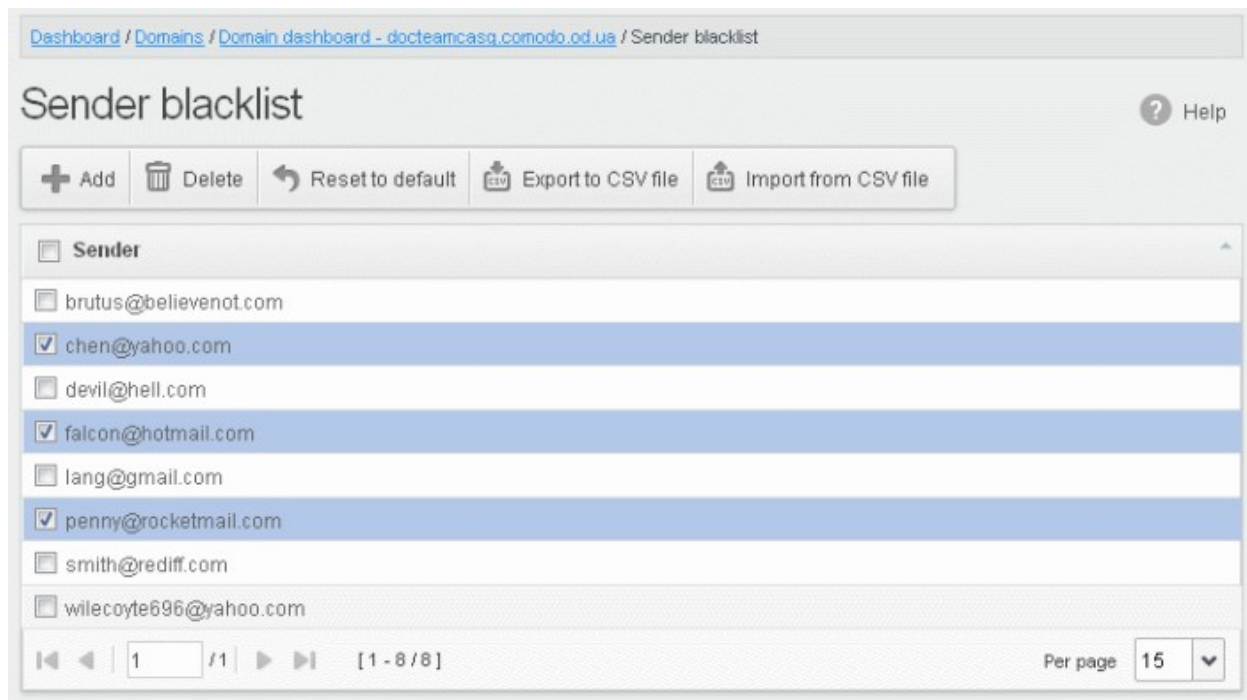 Dashboard / Domains / Domain dashboard - docteamcasg.comodo.od.ua / Sender blacklist
Sender blacklist
? Help
Add Delete Reset to default CSV Export to CSV file CSV Import from CSV file
Sender
brutus@believenot.com
chen@yahoo.com
devil@hell.com
falcon@hotmail.com
lang@gmail.com
penny@rocketmail.com
smith@rediff.com
wilecoyte696@yahoo.com
1 /1 [1 - 8 / 8] Per page 15